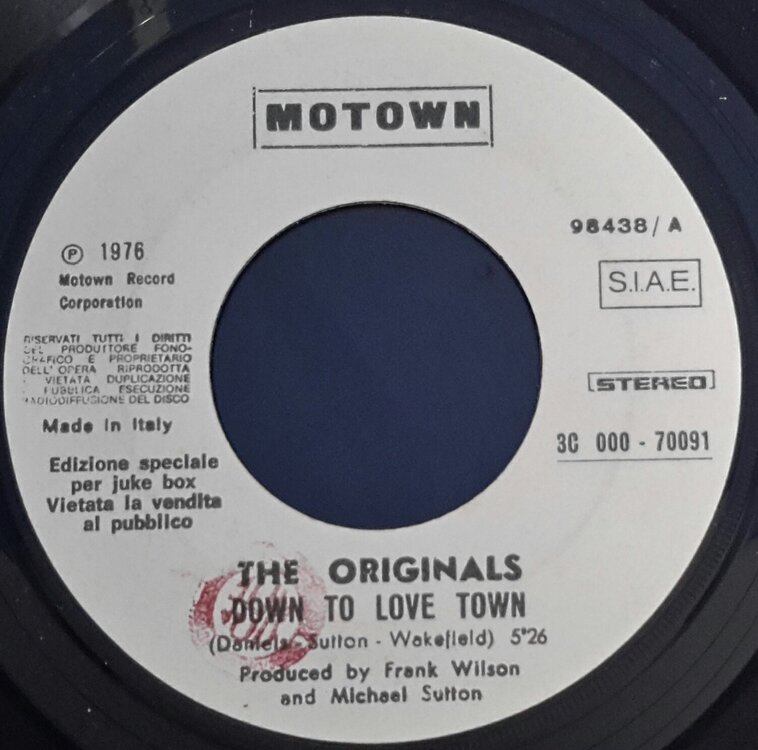 MOTOWN
98438/A
S.I.A.E.
℗ 1976
Motown Record
Corporation
RISERVATI TUTTI I DIRITTI
DEL PRODUTTORE FONO-
GRAFICO E PROPRIETARIO
DELL'OPERA RIPRODOTTA
VIETATA DUPLICAZIONE
PUBBLICA ESECUZIONE
RADIODIFFUSIONE DEL DISCO
STEREO
Made in Italy
3C 000 - 70091
Edizione speciale
per juke box
Vietata la vendita
al pubblico
THE ORIGINALS
DOWN TO LOVE TOWN
(Daniels - Sutton - Wakefield) 5"26
Produced by Frank Wilson
and Michael Sutton